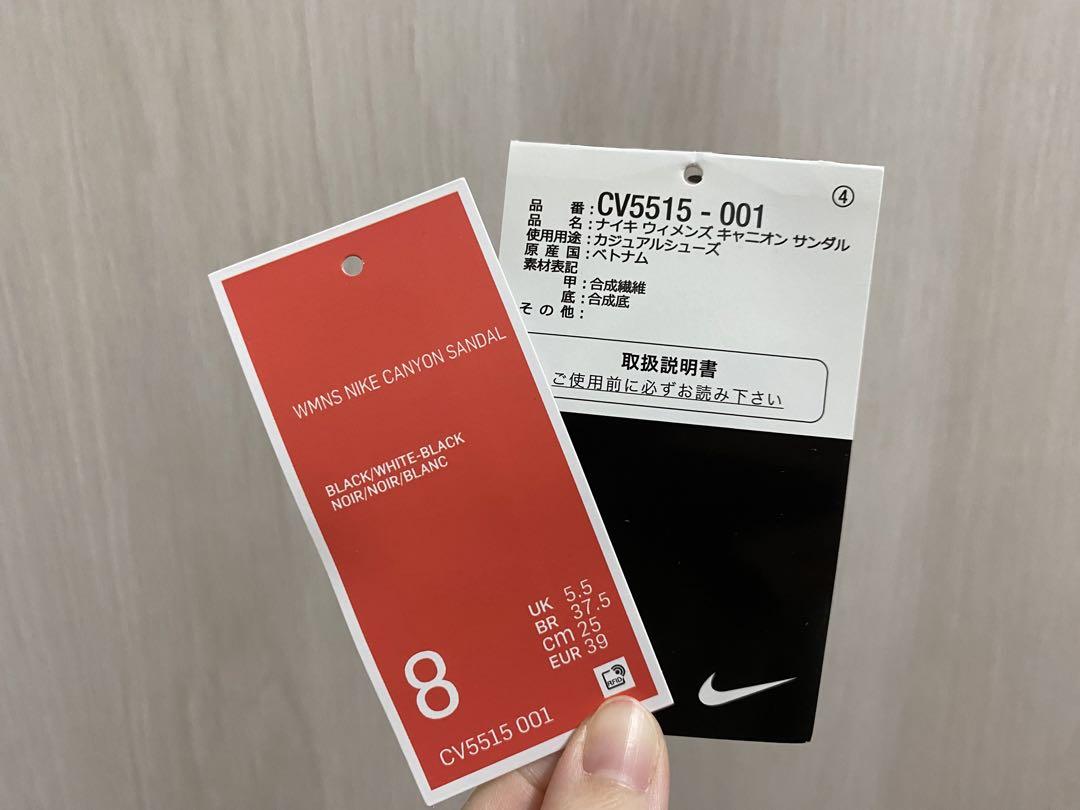 WMNS NIKE CANYON SANDAL
BLACK/WHITE-BLACK
NOIR/NOIR/BLANC
UK 5.5
BR 37.5
Cm 25
EUR 39
RFID
8
CV5515 001
④
品 番:CV5515-001
品 名:ナイキ ウィメンズ キャニオン サンダル
使用用途:カジュアルシューズ
原 産 国:ベトナム
素材表記
甲:合成繊維
底:合成底
その他:
取扱説明書
ご使用前に必ずお読み下さい